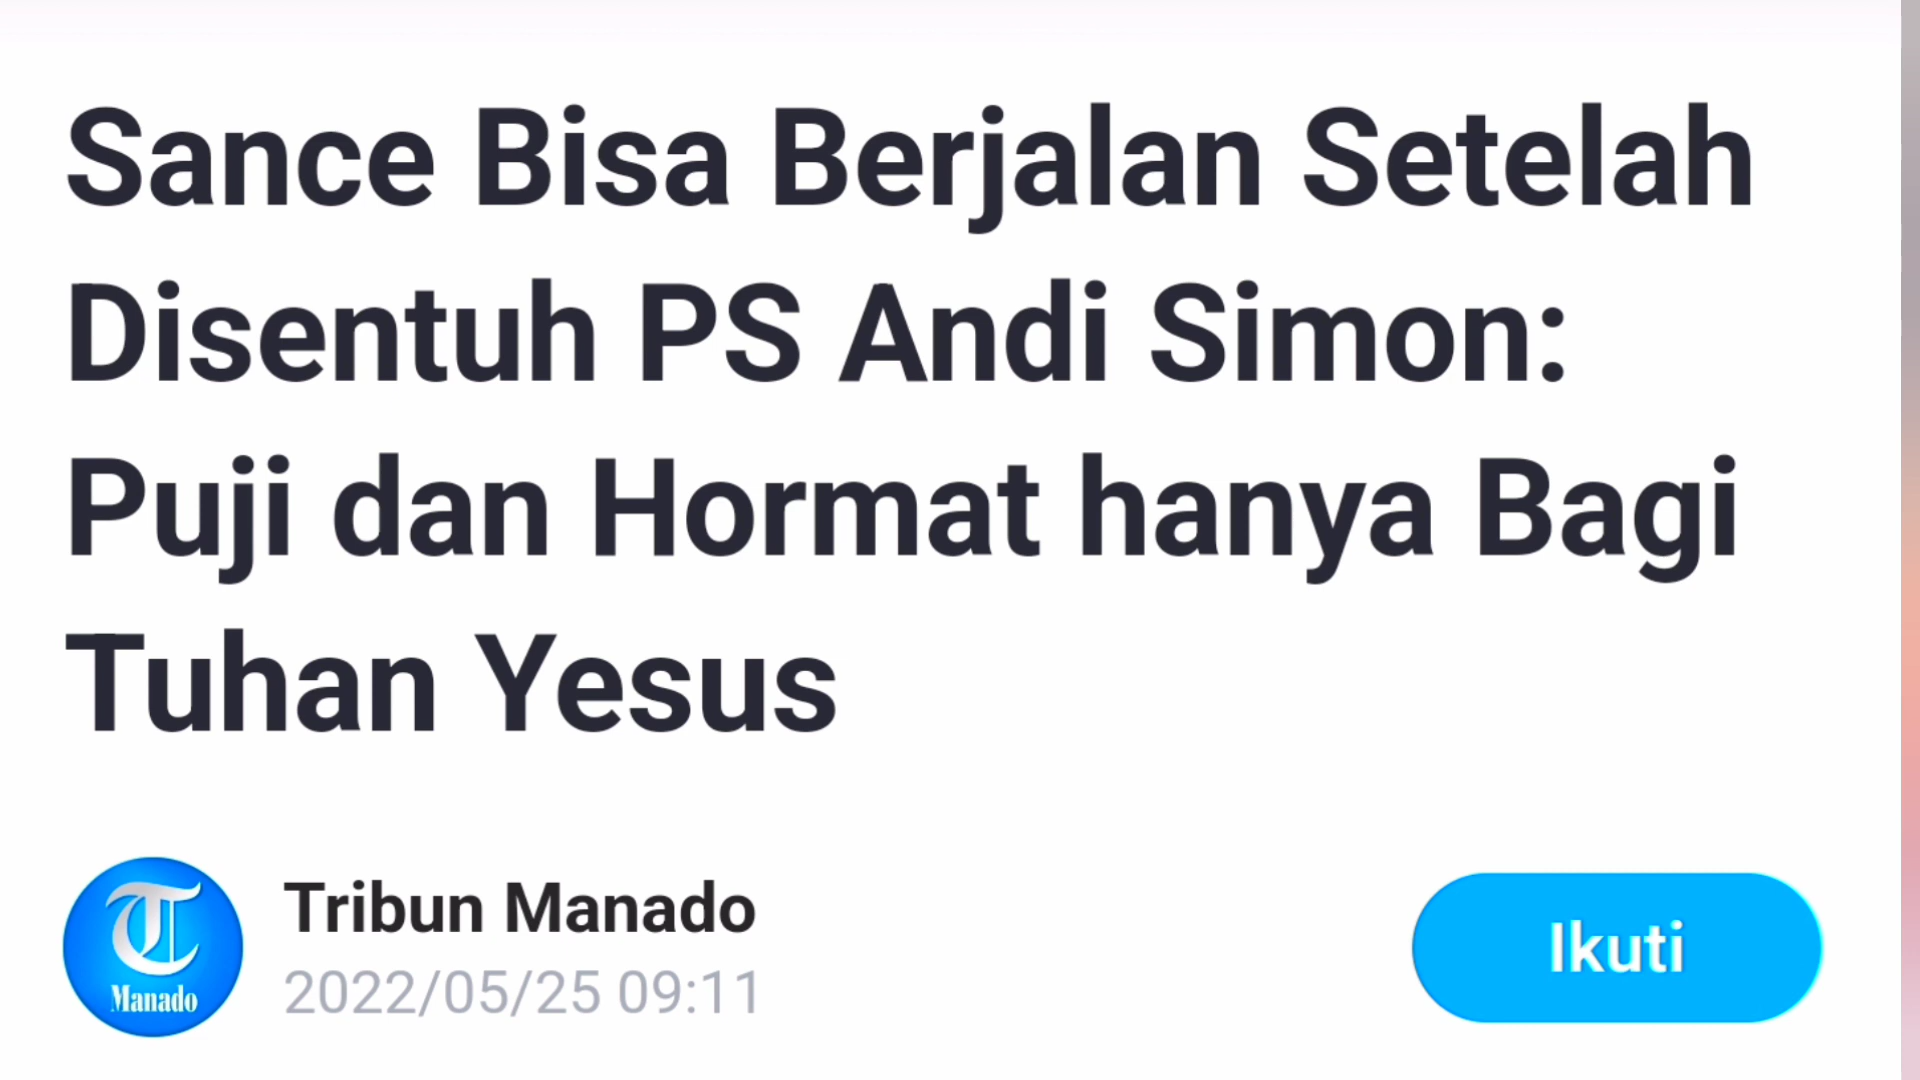 Sance Bisa Berjalan Setelah
Disentuh PS Andi Simon:
Puji dan Hormat hanya Bagi
Tuhan Yesus
T
Manado
Tribun Manado
2022/05/25 09:11
Ikuti